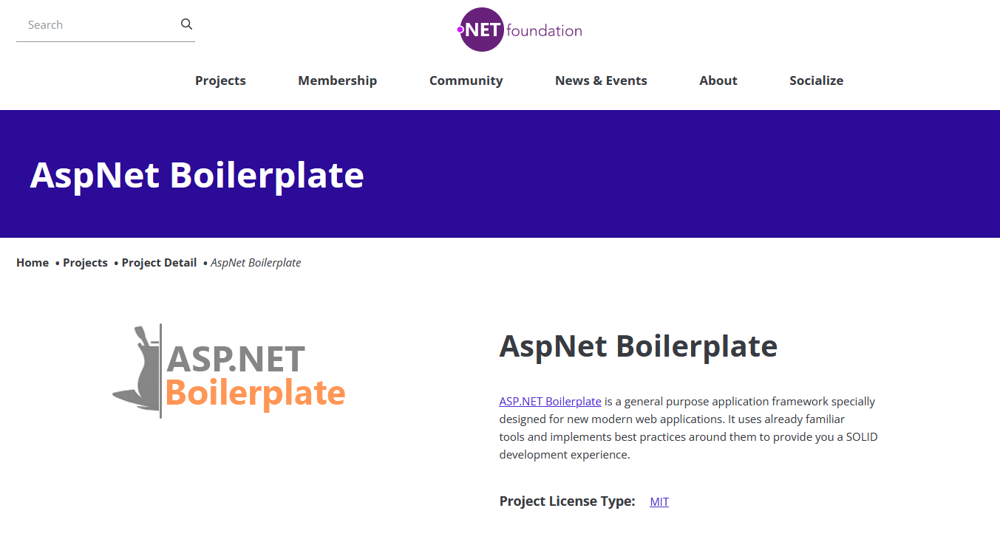 Search
.NET foundation
Projects Membership Community News & Events About Socialize
AspNet Boilerplate
Home • Projects • Project Detail • AspNet Boilerplate
ASP.NET
Boilerplate
AspNet Boilerplate
ASP.NET Boilerplate is a general purpose application framework specially
designed for new modern web applications. It uses already familiar
tools and implements best practices around them to provide you a SOLID
development experience.
Project License Type: MIT